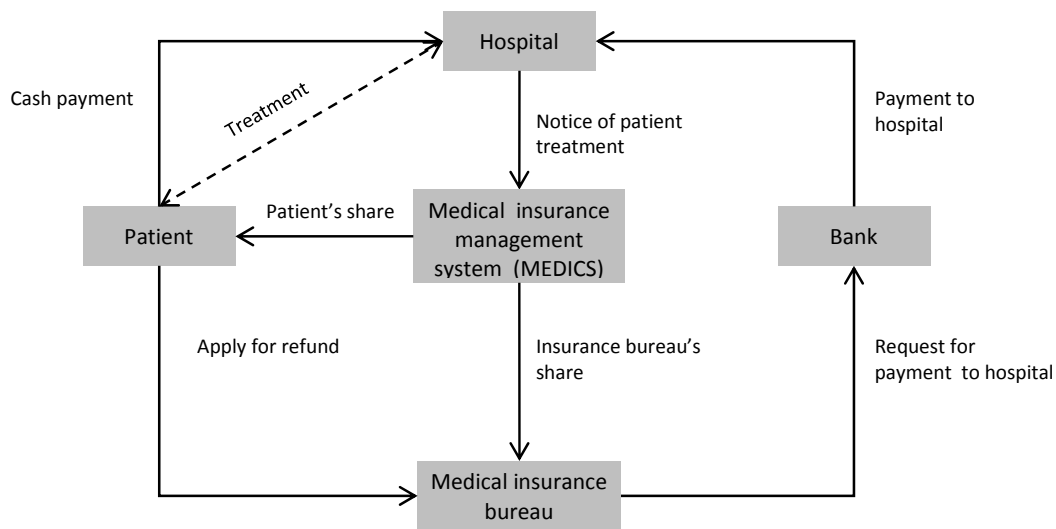 Hospital
Cash payment
Treatment
Payment to
hospital
Notice of patient
treatment
Patient’s share
Patient
Medical insurance
management
system (MEDICS)
Bank
Apply for refund
Insurance bureau’s
share
Request for
payment to hospital
Medical insurance
bureau